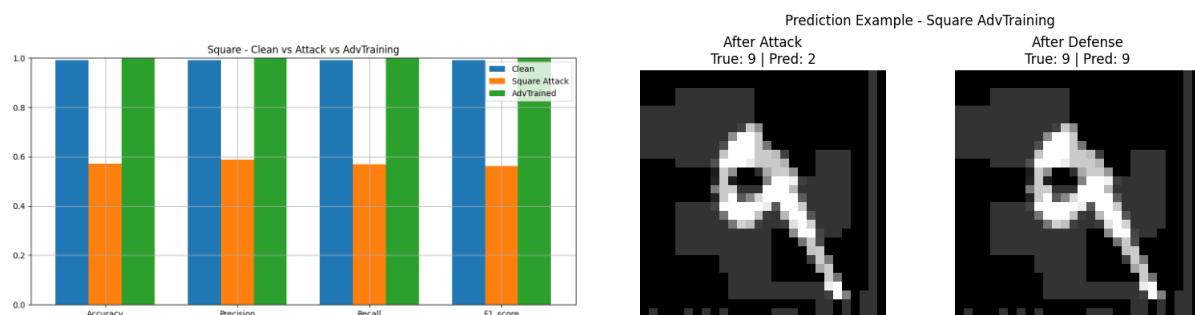 Square - Clean vs Attack vs AdvTraining
1.0
0.8
0.6
0.4
0.2
0.0
Clean
Square Attack
AdvTrained
Accuracy
Precision
Recall
F1_score
Prediction Example - Square AdvTraining
After Attack
True: 9 | Pred: 2
After Defense
True: 9 | Pred: 9